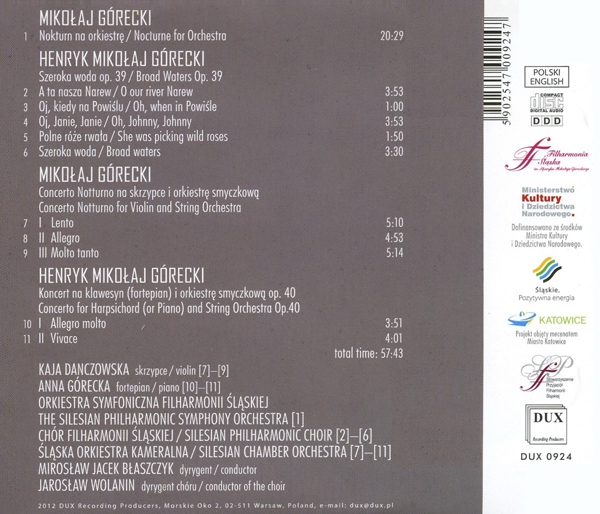 MIKOŁAJ GÓRECKI
1 Nokturn na orkiestrę / Nocturne for Orchestra 20:29
HENRYK MIKOŁAJ GÓRECKI
Szeroka woda op. 39 / Broad Waters Op. 39
2 A ta nasza Narew / O our river Narew 3:53
3 Oj, kiedy na Powiślu / Oh, when in Powiśle 1:00
4 Oj, Janie, Janie / Oh, Johnny, Johnny 3:53
5 Polne róże rwała / She was picking wild roses 1:50
6 Szeroka woda / Broad waters 3:30
MIKOŁAJ GÓRECKI
Concerto Notturno na skrzypce i orkiestrę smyczkową
Concerto Notturno for Violin and String Orchestra
7 I Lento 5:10
8 II Allegro 4:53
9 III Molto tanto 5:14
HENRYK MIKOŁAJ GÓRECKI
Koncert na klawesyn (fortepian) i orkiestrę smyczkową op. 40
Concerto for Harpsichord (or Piano) and String Orchestra Op.40
10 I Allegro molto 3:51
11 II Vivace 4:01
total time: 57:43
KAJA DANCZOWSKA skrzypce / violin [7]–[9]
ANNA GÓRECKA fortepian / piano [10]–[11]
ORKIESTRA SYMFONICZNA FILHARMONII ŚLĄSKIEJ
THE SILESIAN PHILHARMONIC SYMPHONY ORCHESTRA [1]
CHÓR FILHARMONII ŚLĄSKIEJ / SILESIAN PHILHARMONIC CHOIR [2]–[6]
ŚLĄSKA ORKIESTRA KAMERALNA / SILESIAN CHAMBER ORCHESTRA [7]–[11]
MIROSŁAW JACEK BŁASZCZYK dyrygent / conductor
JAROSŁAW WOLANIN dyrygent chóru / conductor of the choir
2012 DUX Recording Producers, Morskie Oko 2, 02-511 Warsaw, Poland, e-mail: dux@dux.pl
5 902547 009247
POLSKI
ENGLISH
COMPACT
disc
DIGITAL AUDIO
DDD
Filharmonia
Śląska
im. Henryka Mikołaja Góreckiego
Ministerstwo
Kultury
i Dziedzictwa
Narodowego.
Dofinansowano ze środków
Ministra Kultury
i Dziedzictwa Narodowego.
Śląskie.
Pozytywna energia
KATOWICE
Projekt objęty mecenatem
Miasta Katowice
Stowarzyszenie
Przyjaciół
Filharmonii
Śląskiej
DUX
Recording Producers
DUX 0924